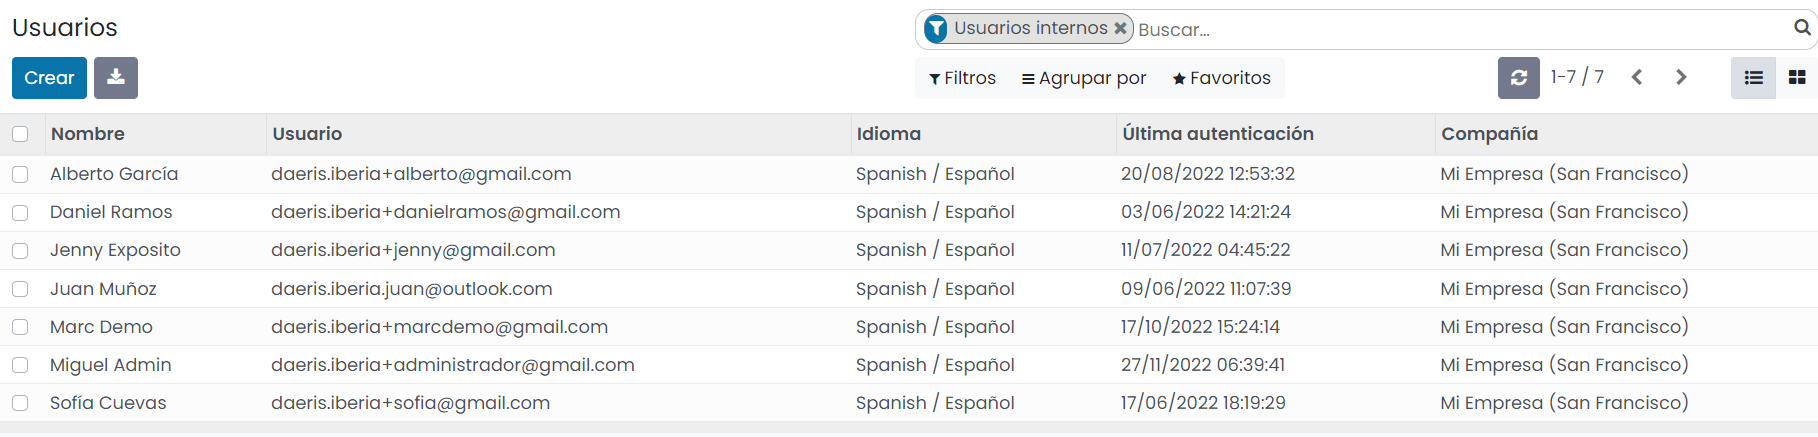 Usuarios
Usuarios internos Buscar...
Crear
Filtros Agrupar por Favoritos 1-7 / 7
Nombre Usuario Idioma Última autenticación Compañía
Alberto García daeris.iberia+alberto@gmail.com Spanish / Español 20/08/2022 12:53:32 Mi Empresa (San Francisco)
Daniel Ramos daeris.iberia+danielramos@gmail.com Spanish / Español 03/06/2022 14:21:24 Mi Empresa (San Francisco)
Jenny Exposito daeris.iberia+jenny@gmail.com Spanish / Español 11/07/2022 04:45:22 Mi Empresa (San Francisco)
Juan Muñoz daeris.iberia.juan@outlook.com Spanish / Español 09/06/2022 11:07:39 Mi Empresa (San Francisco)
Marc Demo daeris.iberia+marcdemo@gmail.com Spanish / Español 17/10/2022 15:24:14 Mi Empresa (San Francisco)
Miguel Admin daeris.iberia+administrador@gmail.com Spanish / Español 27/11/2022 06:39:41 Mi Empresa (San Francisco)
Sofía Cuevas daeris.iberia+sofia@gmail.com Spanish / Español 17/06/2022 18:19:29 Mi Empresa (San Francisco)